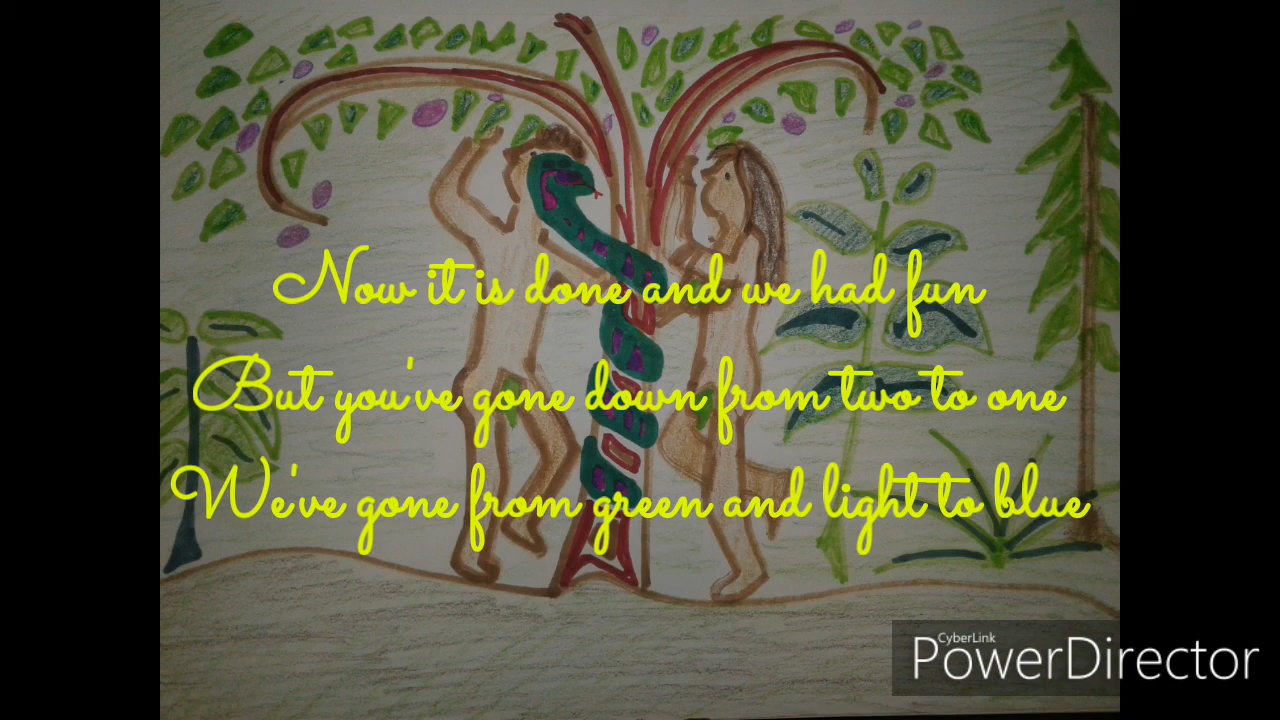 Now it is done and we had fun
But you've gone down from two to one
We've gone from green and light to blue
CyberLink
PowerDirector